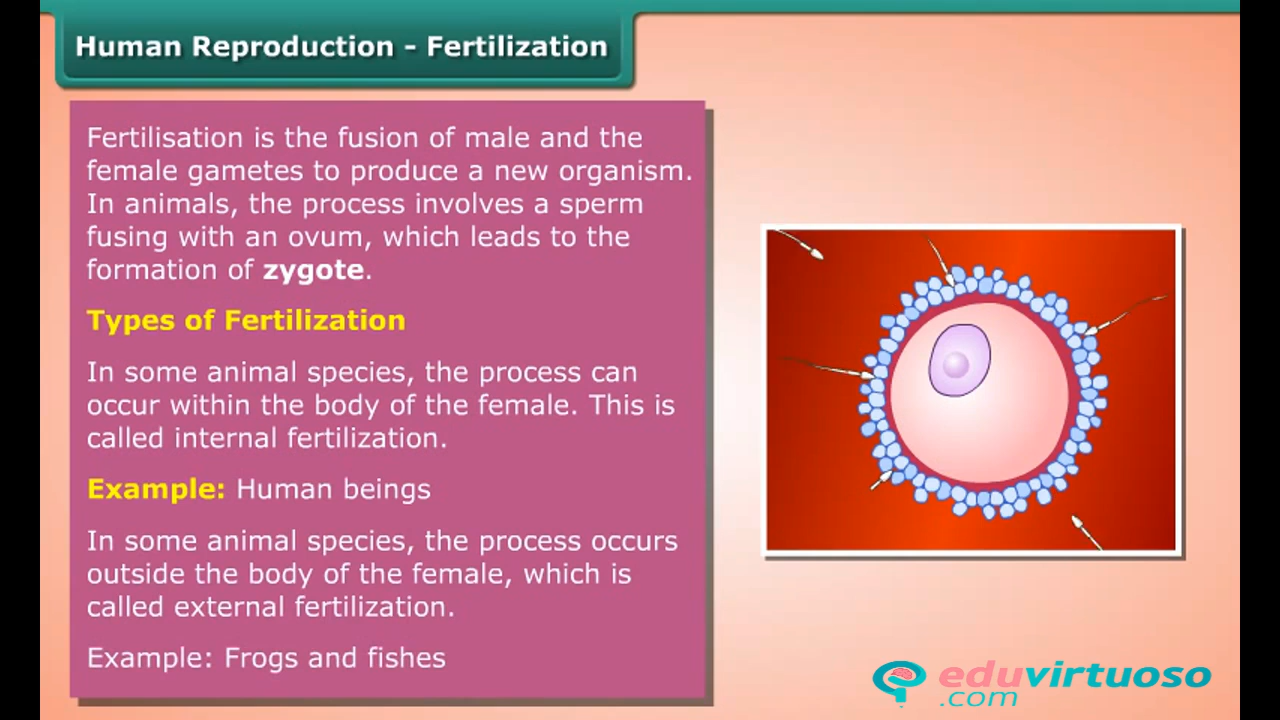 Human Reproduction - Fertilization
Fertilisation is the fusion of male and the
female gametes to produce a new organism.
In animals, the process involves a sperm
fusing with an ovum, which leads to the
formation of zygote.
Types of Fertilization
In some animal species, the process can
occur within the body of the female. This is
called internal fertilization.
Example: Human beings
In some animal species, the process occurs
outside the body of the female, which is
called external fertilization.
Example: Frogs and fishes
eduvirtuoso
.com